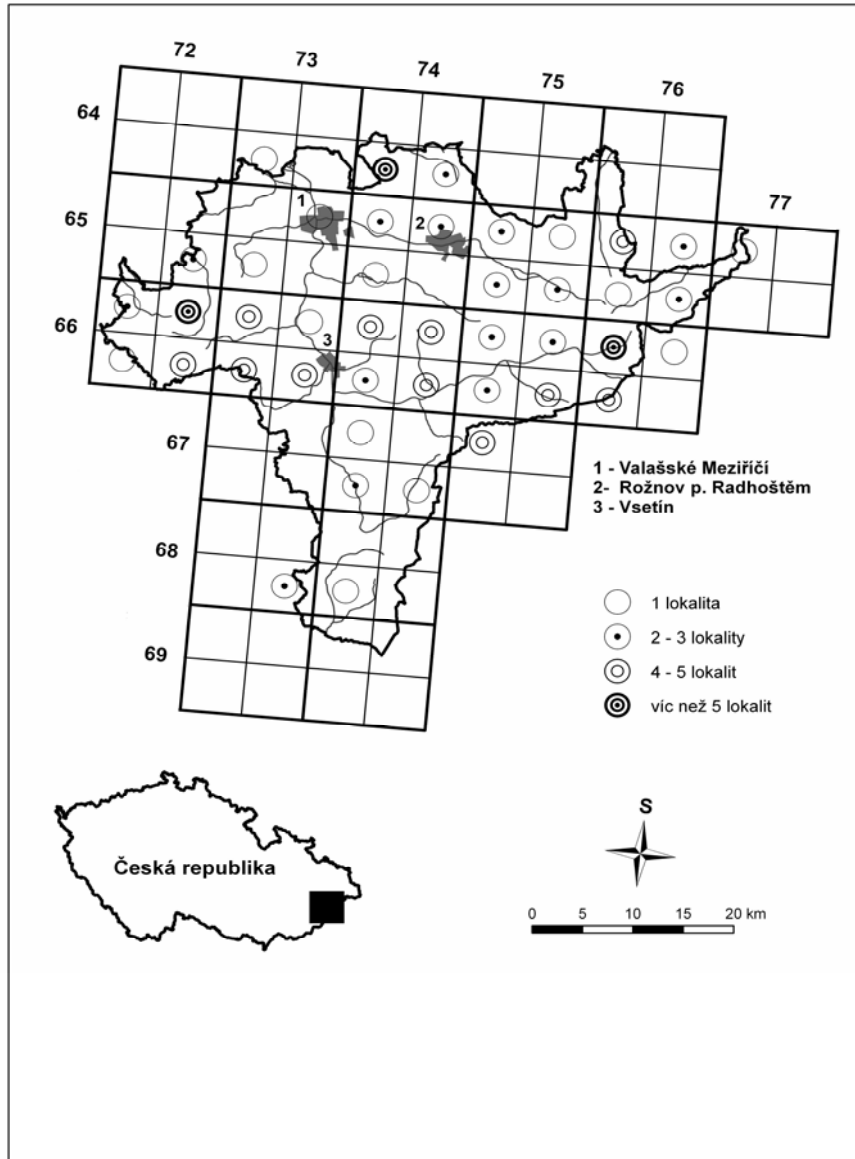 72
73
74
75
76
77
64
65
66
67
68
69
1
2
3
1 - Valašské Meziříčí
2- Rožnov p. Radhoštěm
3 - Vsetín
1 lokalita
2 - 3 lokality
4 - 5 lokalit
víc než 5 lokalit
Česká republika
S
0 5 10 15 20 km